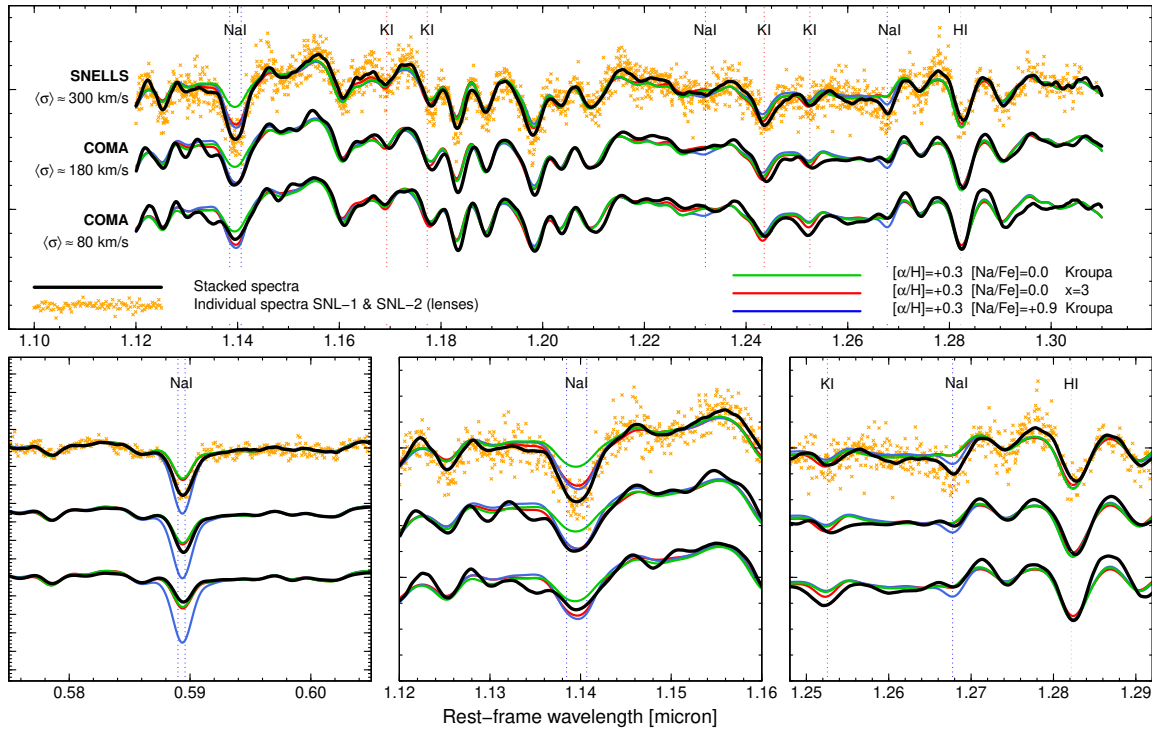 NaI KI KI NaI KI KI NaI HI
SNELLS
⟨σ⟩ ≈ 300 km/s
COMA
⟨σ⟩ ≈ 180 km/s
COMA
⟨σ⟩ ≈ 80 km/s
Stacked spectra
Individual spectra SNL−1 & SNL−2 (lenses)
[α/H]=+0.3 [Na/Fe]=0.0 Kroupa
[α/H]=+0.3 [Na/Fe]=0.0 x=3
[α/H]=+0.3 [Na/Fe]=+0.9 Kroupa
1.10 1.12 1.14 1.16 1.18 1.20 1.22 1.24 1.26 1.28 1.30
NaI
0.58 0.59 0.60
NaI
1.12 1.13 1.14 1.15 1.16
KI NaI HI
1.25 1.26 1.27 1.28 1.29
Rest−frame wavelength [micron]